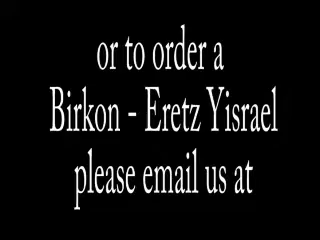 or to order a
Birkon - Eretz Yisrael
please email us at